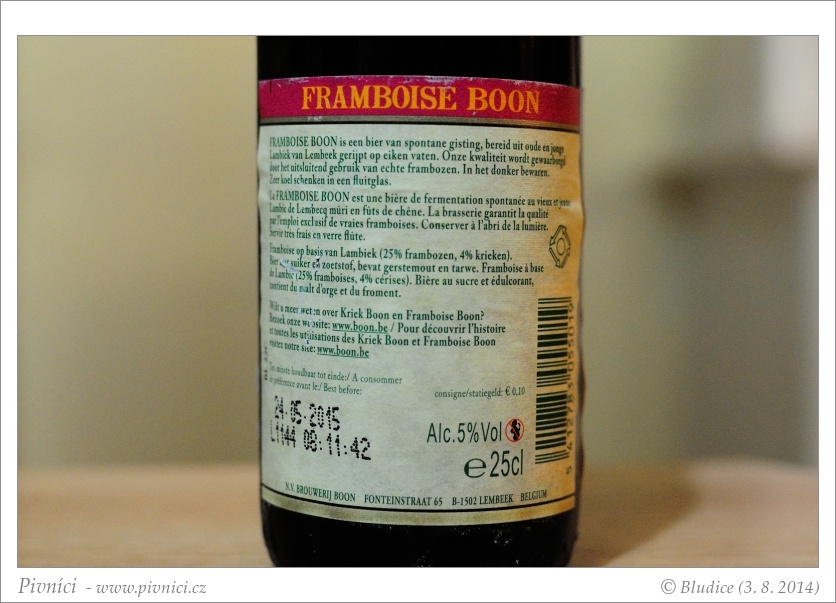 FRAMBOISE BOON
FRAMBOISE BOON is een bier van spontane gisting, bereid uit oude en jonge
Lambiek van Lembeek gerijpt op eiken vaten. Onze kwaliteit wordt gewaarborgd
door het uitsluitend gebruik van echte frambozen. In het donker bewaren.
Zeer koel schenken in een fluitglas.
La FRAMBOISE BOON est une bière de fermentation spontanée au vieux et jeune
Lambic de Lembecq mûri en fûts de chêne. La brasserie garantit la qualité
par l'emploi exclusif de vraies framboises. Conserver à l'abri de la lumière.
Servir très frais en verre flûte.
Framboise op basis van Lambiek (25% frambozen, 4% krieken).
Bier met suiker en zoetstof, bevat gerstemout en tarwe. Framboise à base
de Lambic (25% framboises, 4% cérises). Bière au sucre et édulcorant,
contient du malt d'orge et du froment.
Wilt u meer weten over Kriek Boon en Framboise Boon?
Bezoek onze website: www.boon.be / Pour découvrir l'histoire
et toutes les utilisations des Kriek Boon et Framboise Boon
visitez notre site: www.boon.be
Ten minste houdbaar tot einde:/ A consommer
de préférence avant le:/ Best before:
consigne/statiegeld: € 0,10
24-05-2015
L1144 08:11:42
Alc.5%Vol
℮25cl
N.V. BROUWERIJ BOON FONTEINSTRAAT 65 B-1502 LEMBEEK BELGIUM
Pivníci - www.pivnici.cz
© Bludice (3. 8. 2014)